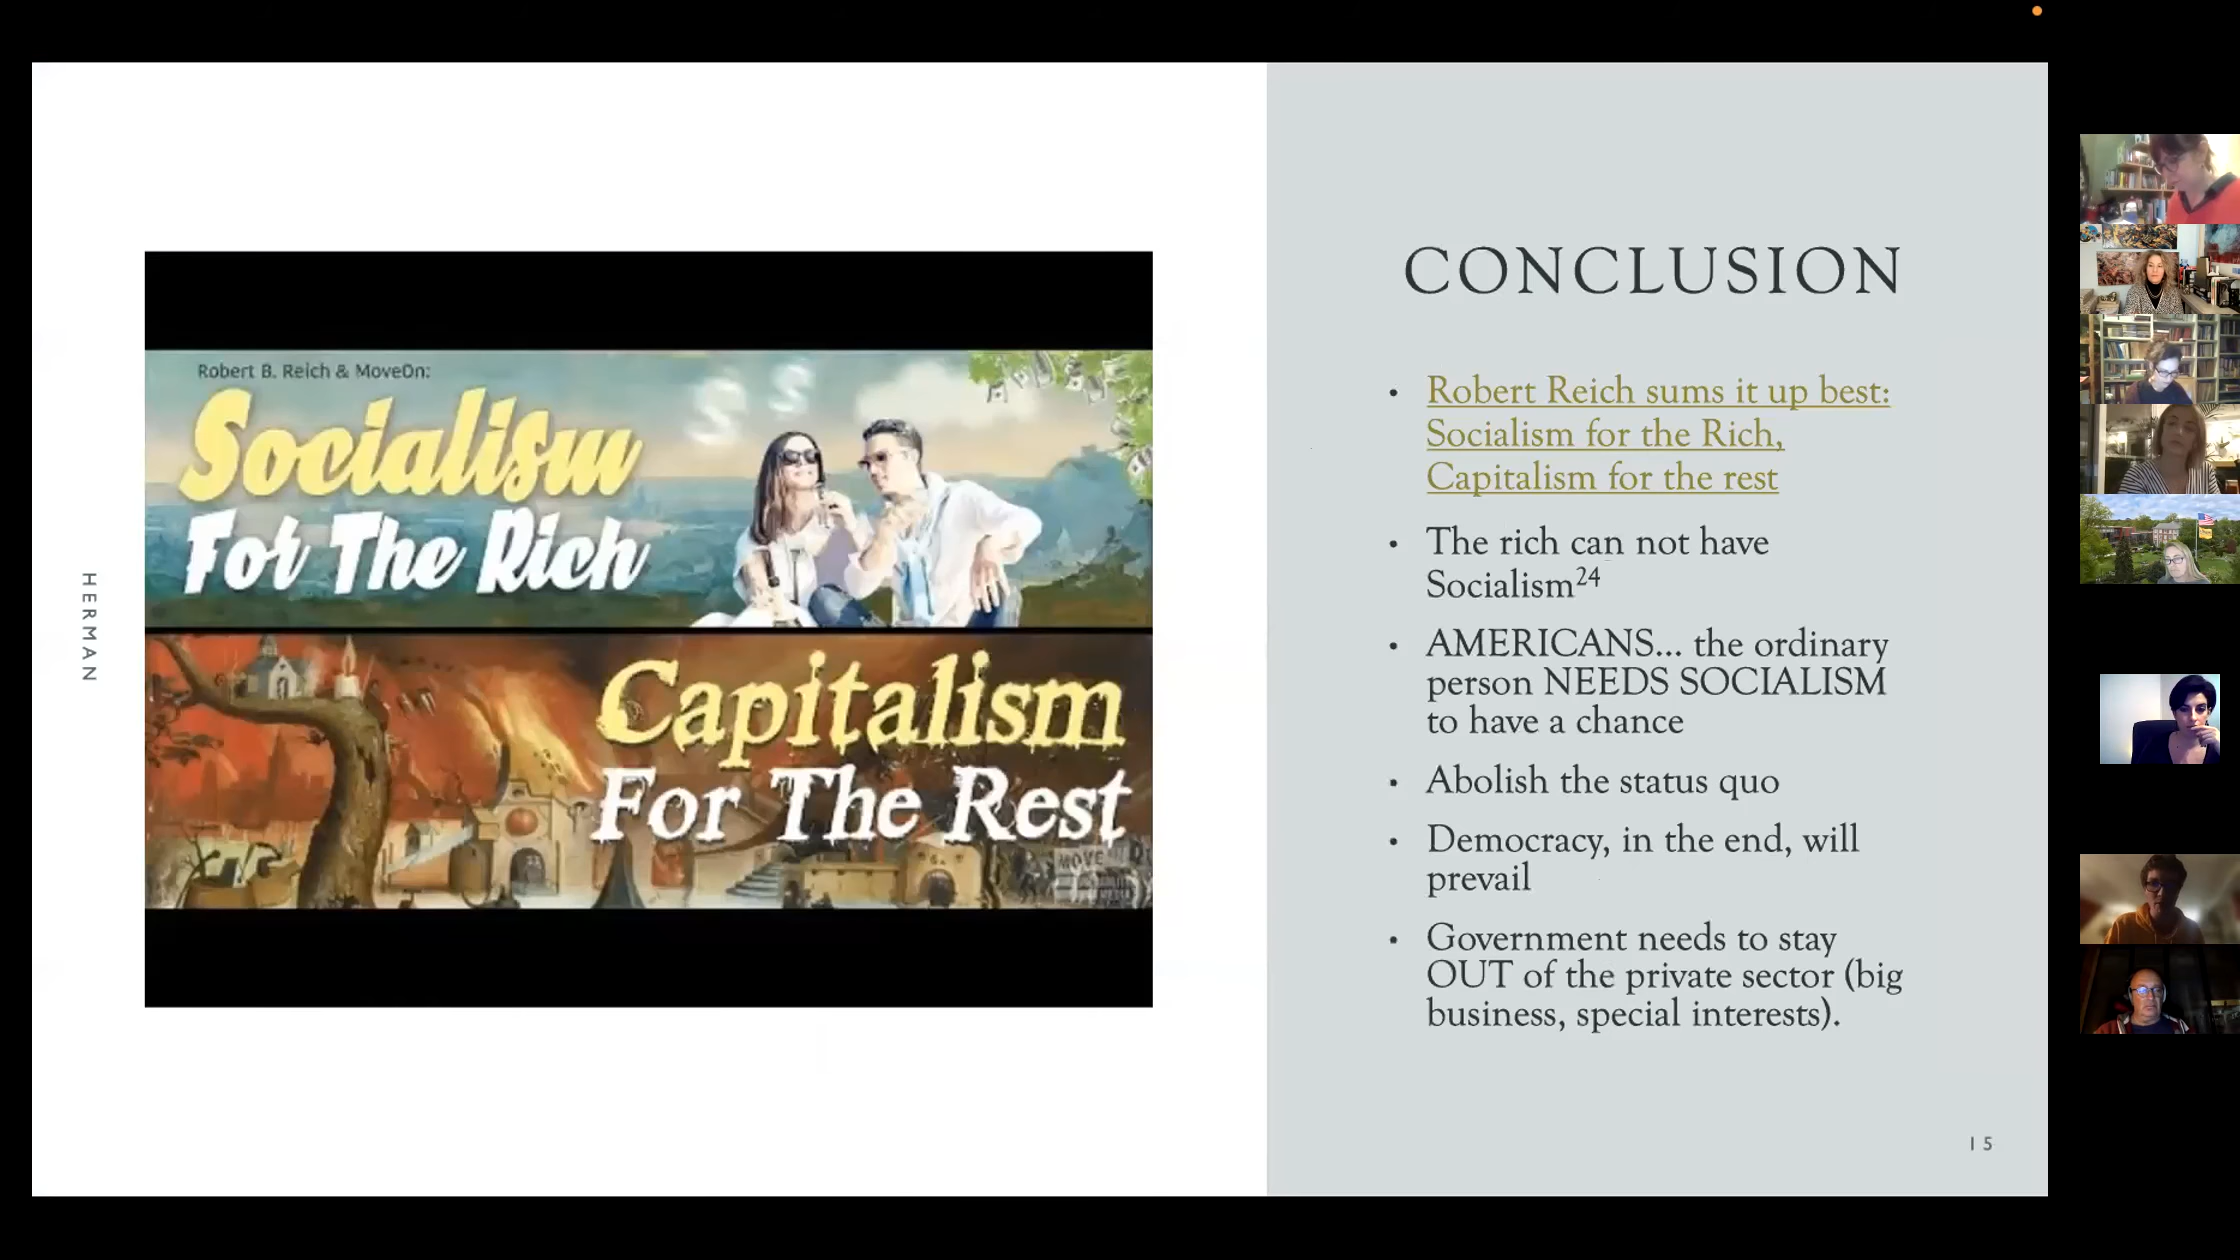 HERMAN
Robert B. Reich & MoveOn:
Socialism
For The Rich
Capitalism
For The Rest
MOVE
CONCLUSION
• Robert Reich sums it up best:
Socialism for the Rich,
Capitalism for the rest
• The rich can not have
Socialism24
• AMERICANS... the ordinary
person NEEDS SOCIALISM
to have a chance
• Abolish the status quo
• Democracy, in the end, will
prevail
• Government needs to stay
OUT of the private sector (big
business, special interests).
15